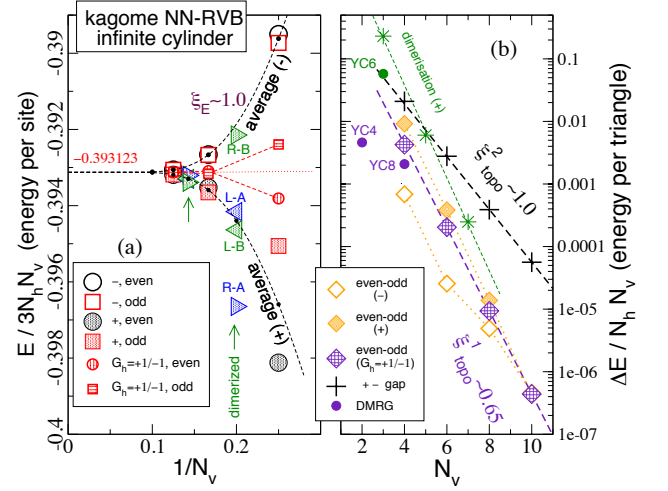 kagome NN-RVB
infinite cylinder
E / 3N_h N_v (energy per site)
-0.39
-0.392
-0.394
-0.396
-0.398
-0.4
ξ_E~1.0
average (-)
R-B
-0.393123
L-A
L-B
R-A
average (+)
dimerized
(a)
−, even
−, odd
+, even
+, odd
G_h=+1/-1, even
G_h=+1/-1, odd
0
0.1
0.2
1/N_v
(b)
dimerisation (+)
YC6
YC4
YC8
ξ²_topo~1.0
ξ¹_topo~0.65
even-odd
(-)
even-odd
(+)
even-odd
(G_h=+1/-1)
+ − gap
DMRG
2
4
6
8
10
N_v
0.1
0.01
0.001
0.0001
1e-05
1e-06
1e-07
ΔE / N_h N_v (energy per triangle)